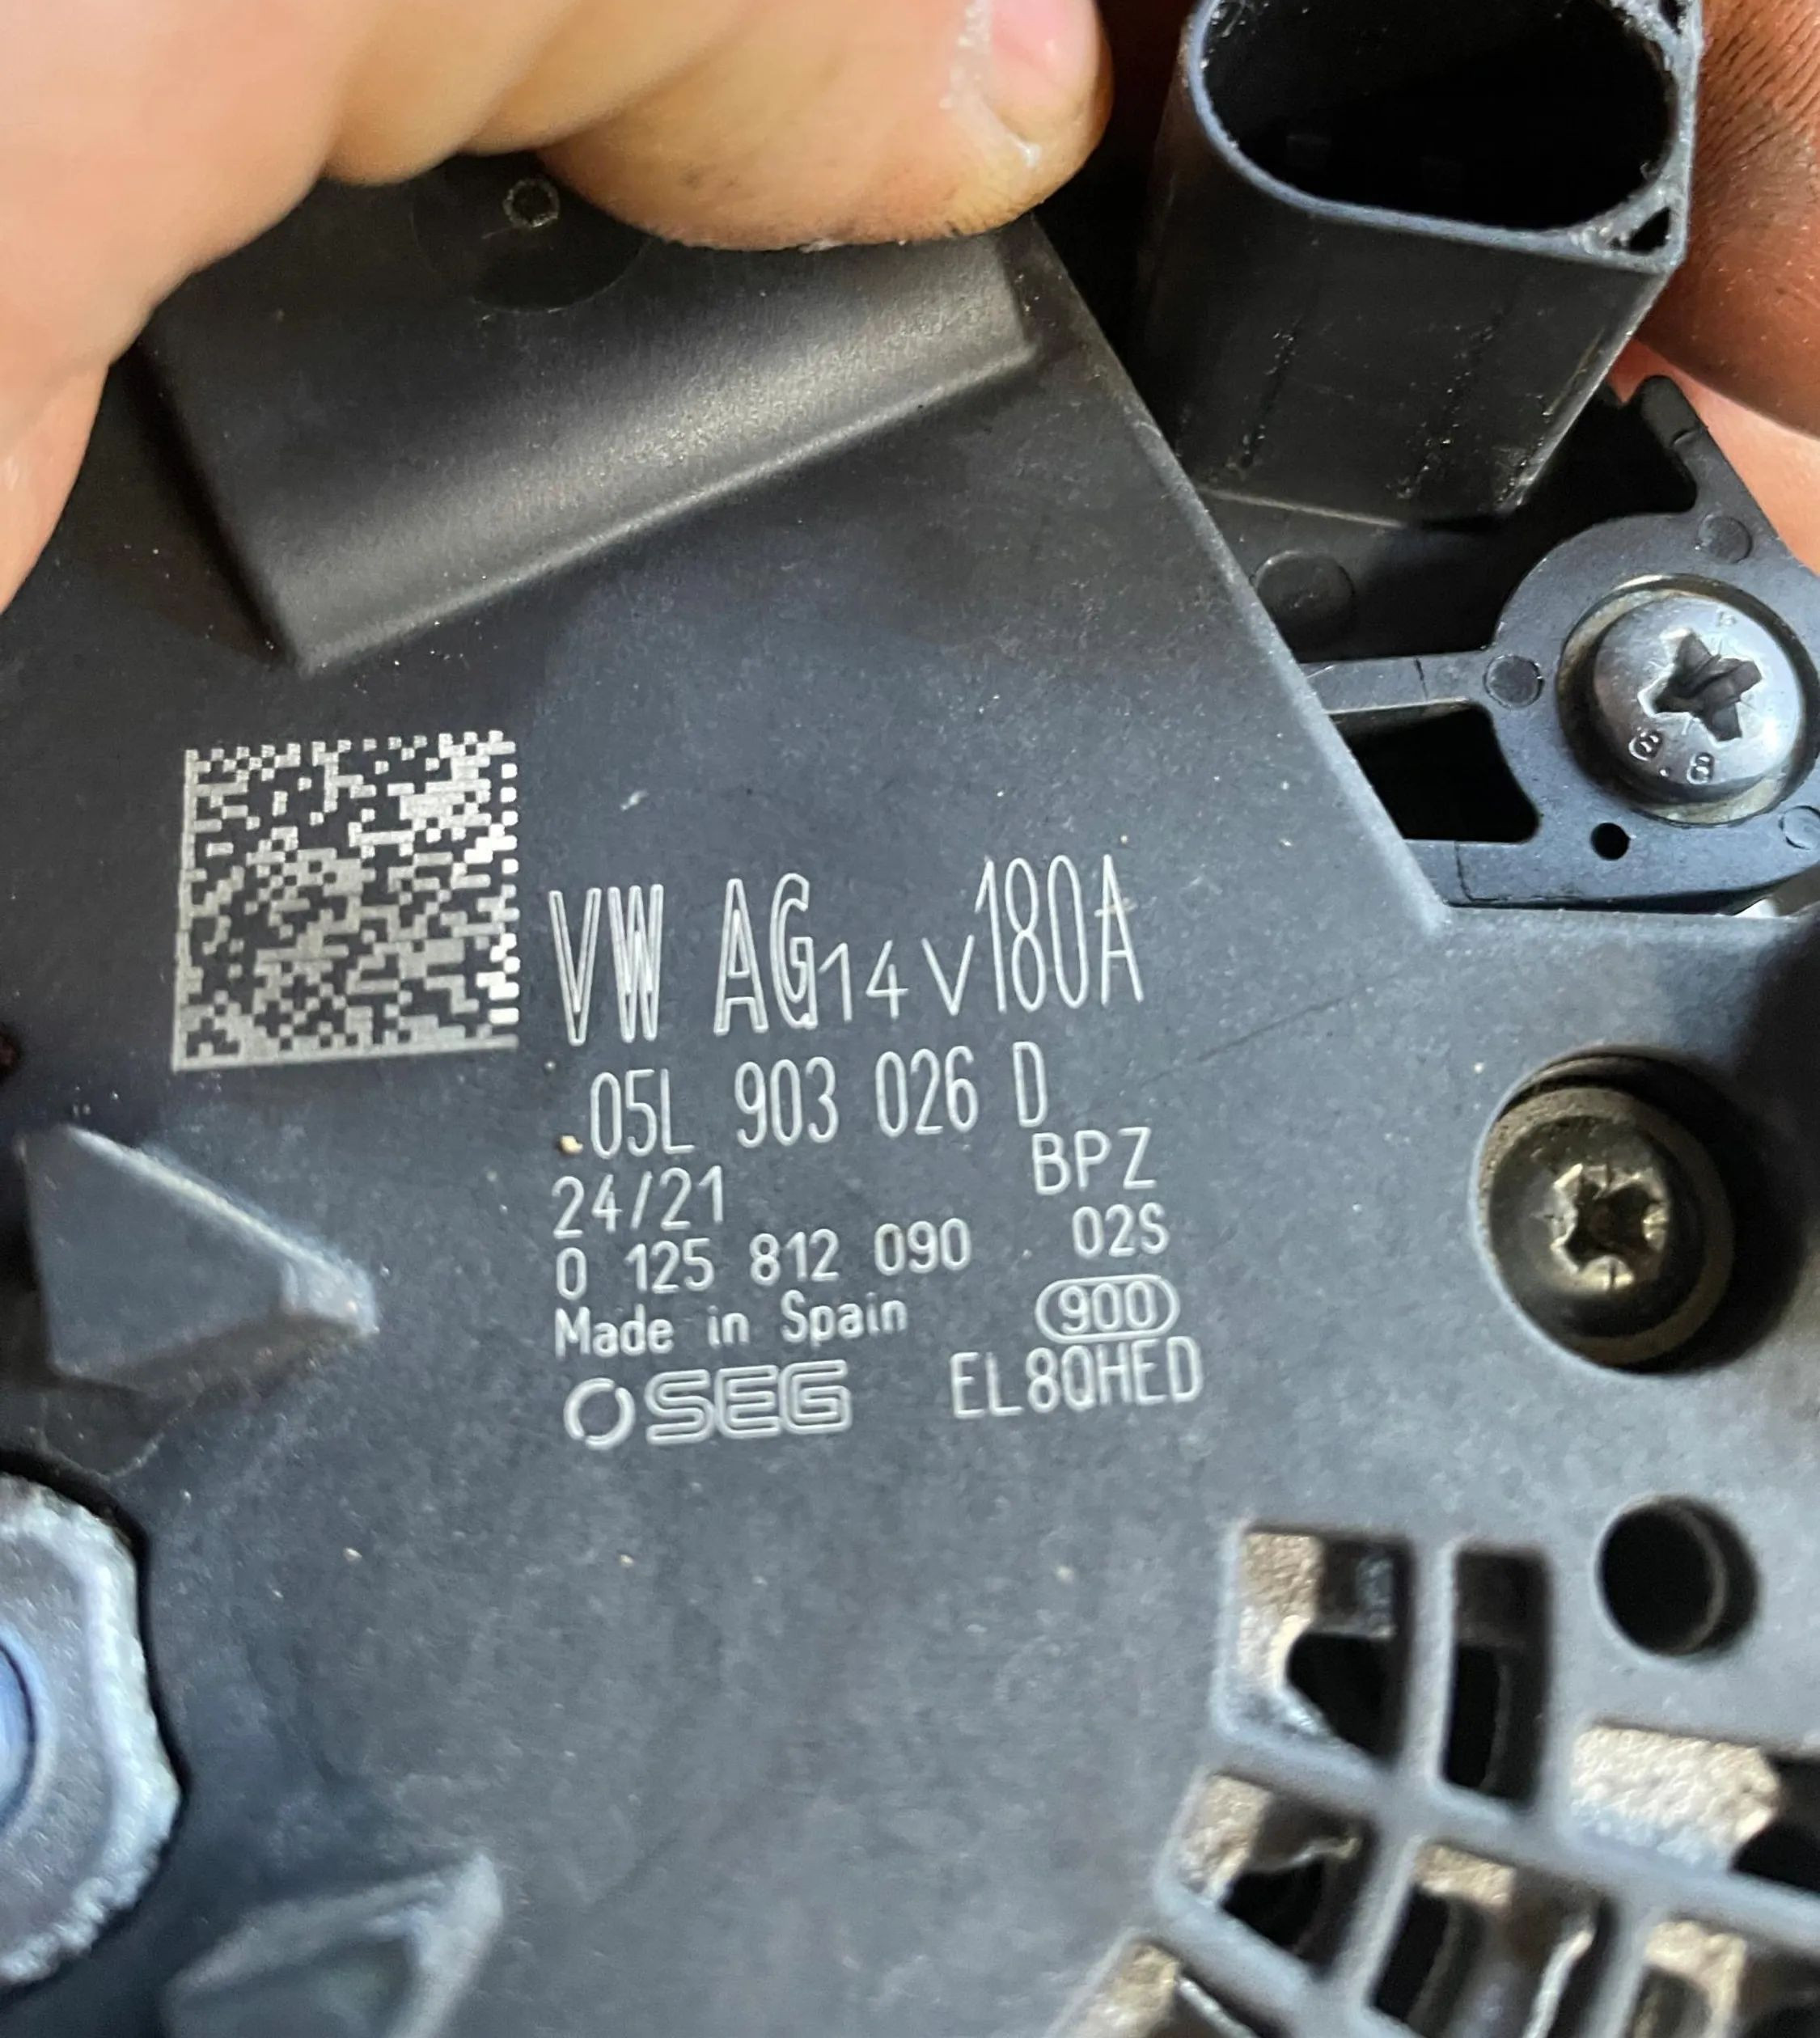 VW AG 14 V 180A
05L 903 026 D
BPZ
24/21
0 125 812 090 02S
Made in Spain 900
SEG EL8QHED
8.8